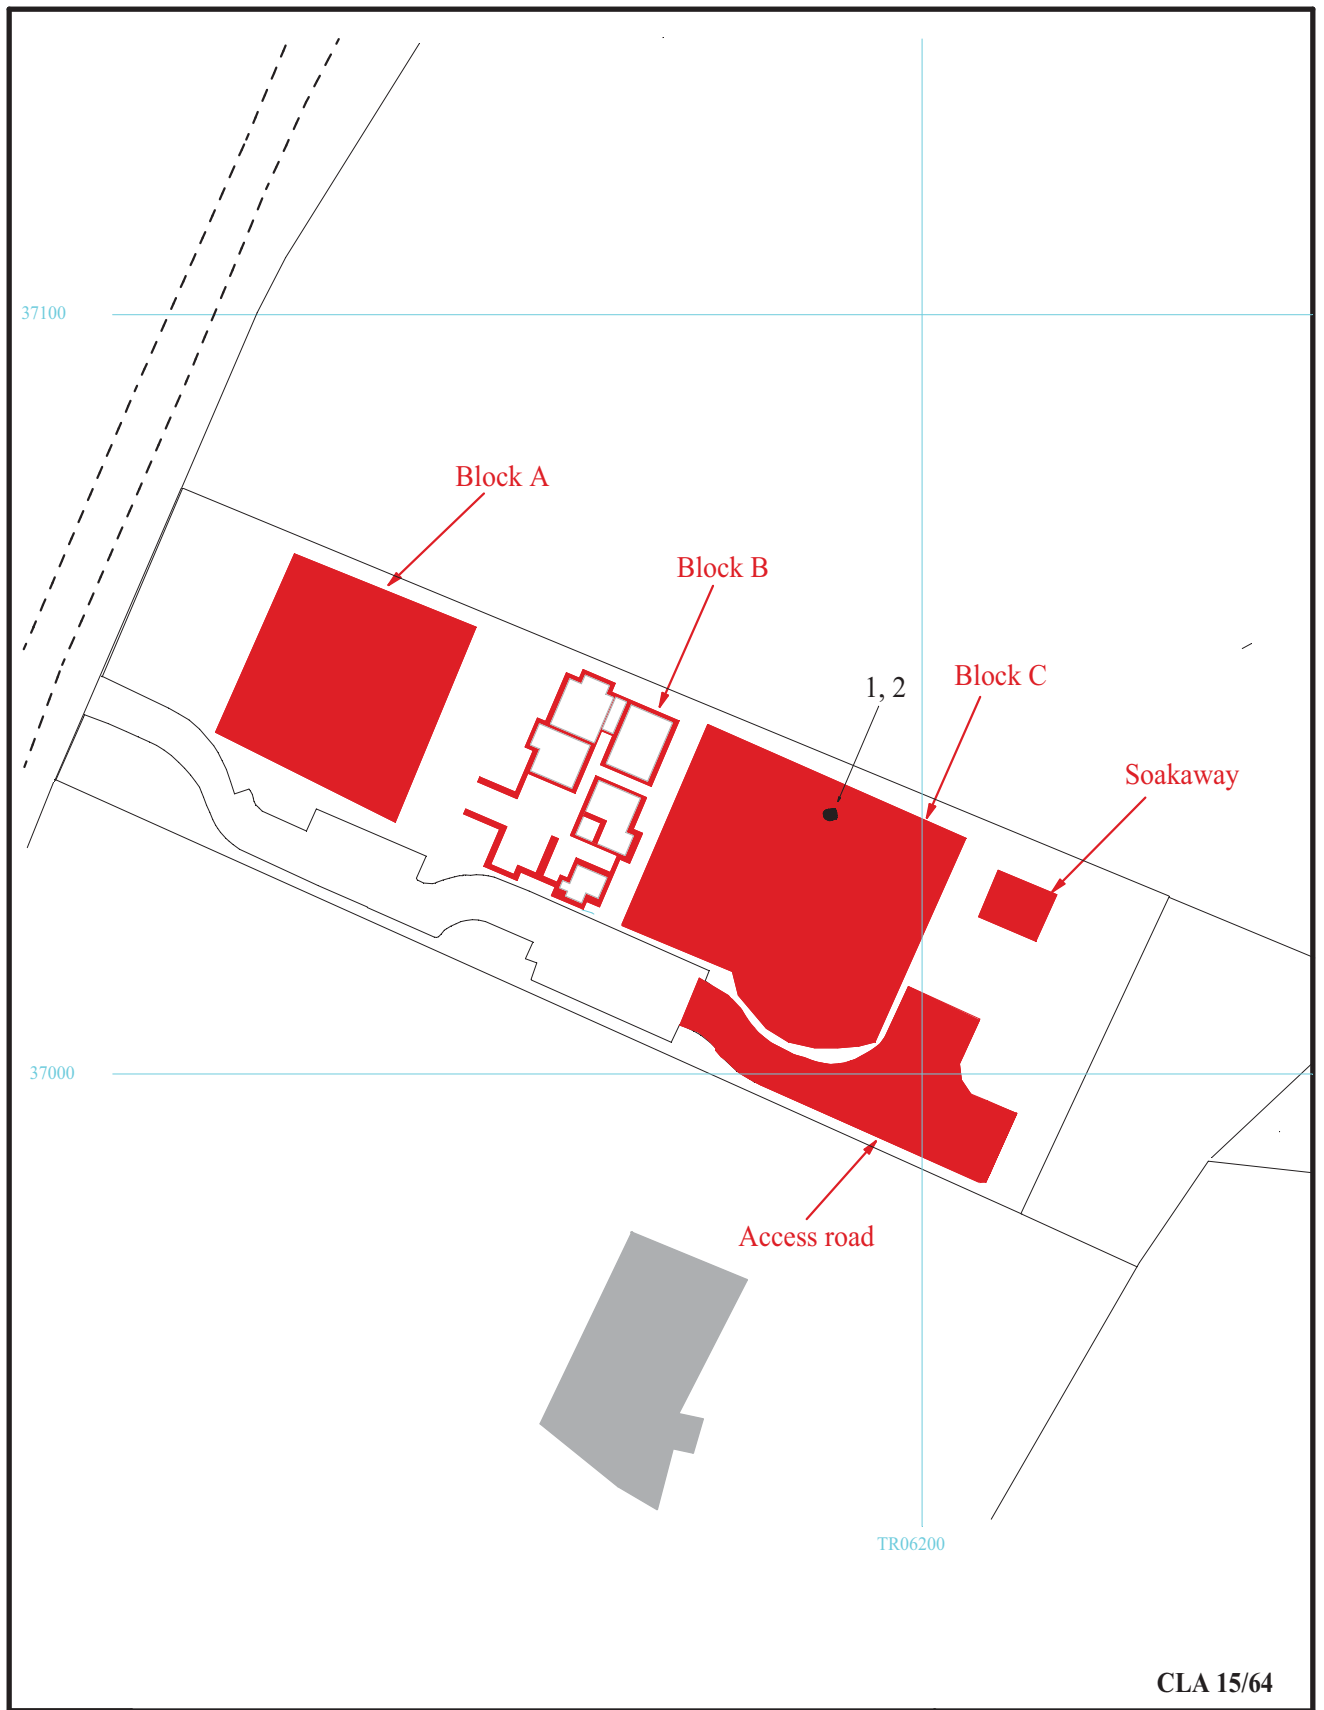 37100
Block A
Block B
Block C
1, 2
Soakaway
37000
Access road
TR06200
CLA 15/64